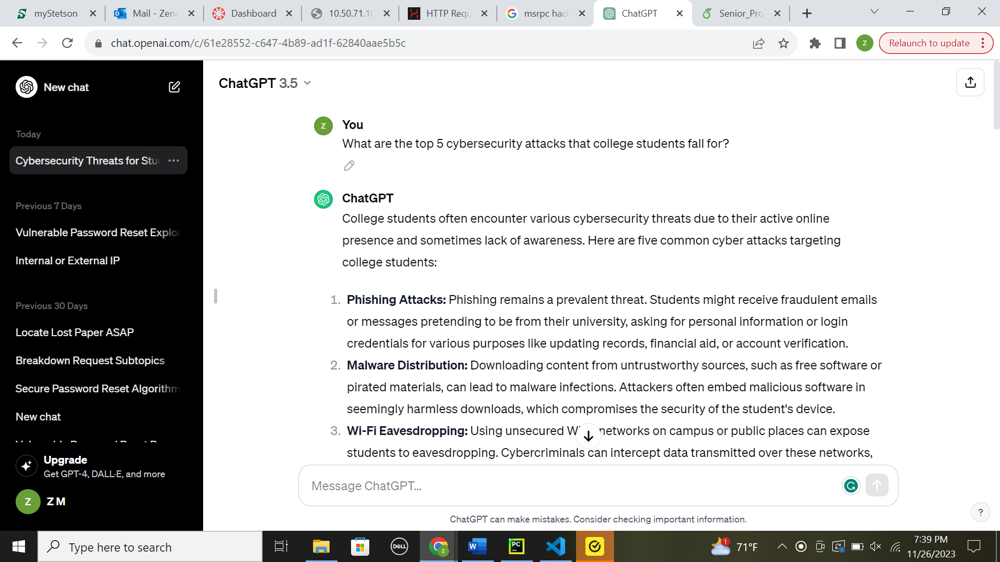 myStetson
Mail - Zen
Dashboard
10.50.71.10
HTTP Requ
msrpc hac
ChatGPT
Senior_Pro
chat.openai.com/c/61e28552-c647-4b89-ad1f-62840aae5b5c
Z
Relaunch to update
New chat
ChatGPT 3.5
Today
Cybersecurity Threats for Stu
Previous 7 Days
Vulnerable Password Reset Exploi
Internal or External IP
Previous 30 Days
Locate Lost Paper ASAP
Breakdown Request Subtopics
Secure Password Reset Algorithm
New chat
Upgrade
Get GPT-4, DALL·E, and more
Z
Z M
Z
You
What are the top 5 cybersecurity attacks that college students fall for?
ChatGPT
College students often encounter various cybersecurity threats due to their active online
presence and sometimes lack of awareness. Here are five common cyber attacks targeting
college students:
1. Phishing Attacks: Phishing remains a prevalent threat. Students might receive fraudulent emails
or messages pretending to be from their university, asking for personal information or login
credentials for various purposes like updating records, financial aid, or account verification.
2. Malware Distribution: Downloading content from untrustworthy sources, such as free software or
pirated materials, can lead to malware infections. Attackers often embed malicious software in
seemingly harmless downloads, which compromises the security of the student's device.
3. Wi-Fi Eavesdropping: Using unsecured W networks on campus or public places can expose
students to eavesdropping. Cybercriminals can intercept data transmitted over these networks,
Message ChatGPT...
G
ChatGPT can make mistakes. Consider checking important information.
?
Type here to search
DELL
Z
W
PC
1
71°F
7:39 PM
11/26/2023